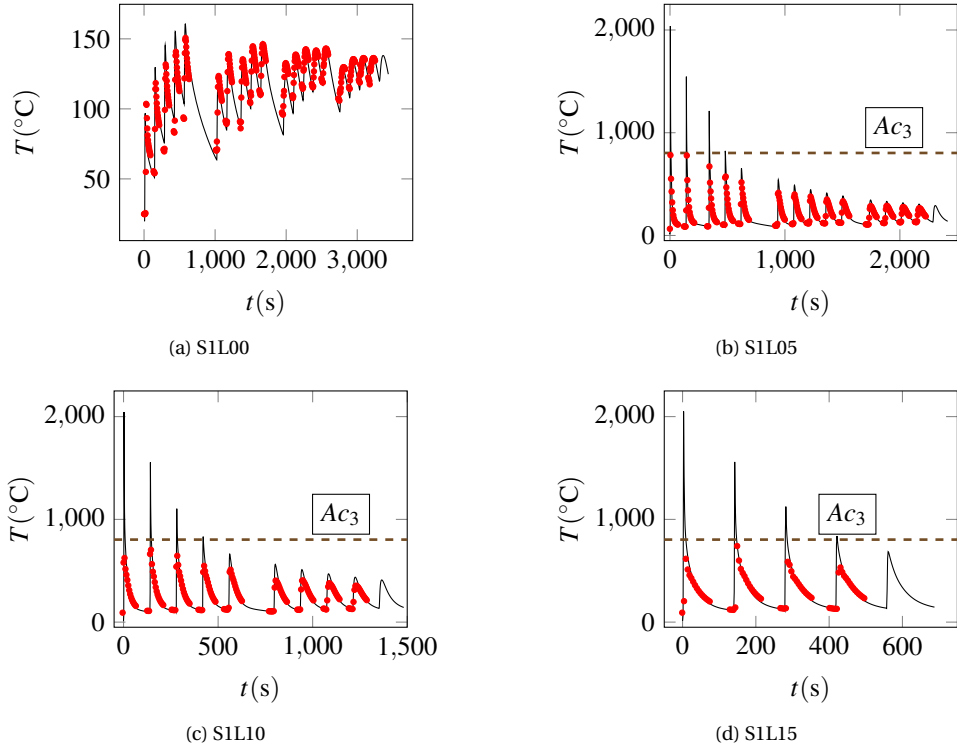 150
100
50
T(°C)
0
1,000
2,000
3,000
t(s)
(a) S1L00
2,000
1,000
0
T(°C)
Ac3
0
1,000
2,000
t(s)
(b) S1L05
2,000
1,000
0
T(°C)
Ac3
0
500
1,000
1,500
t(s)
(c) S1L10
2,000
1,000
0
T(°C)
Ac3
0
200
400
600
t(s)
(d) S1L15